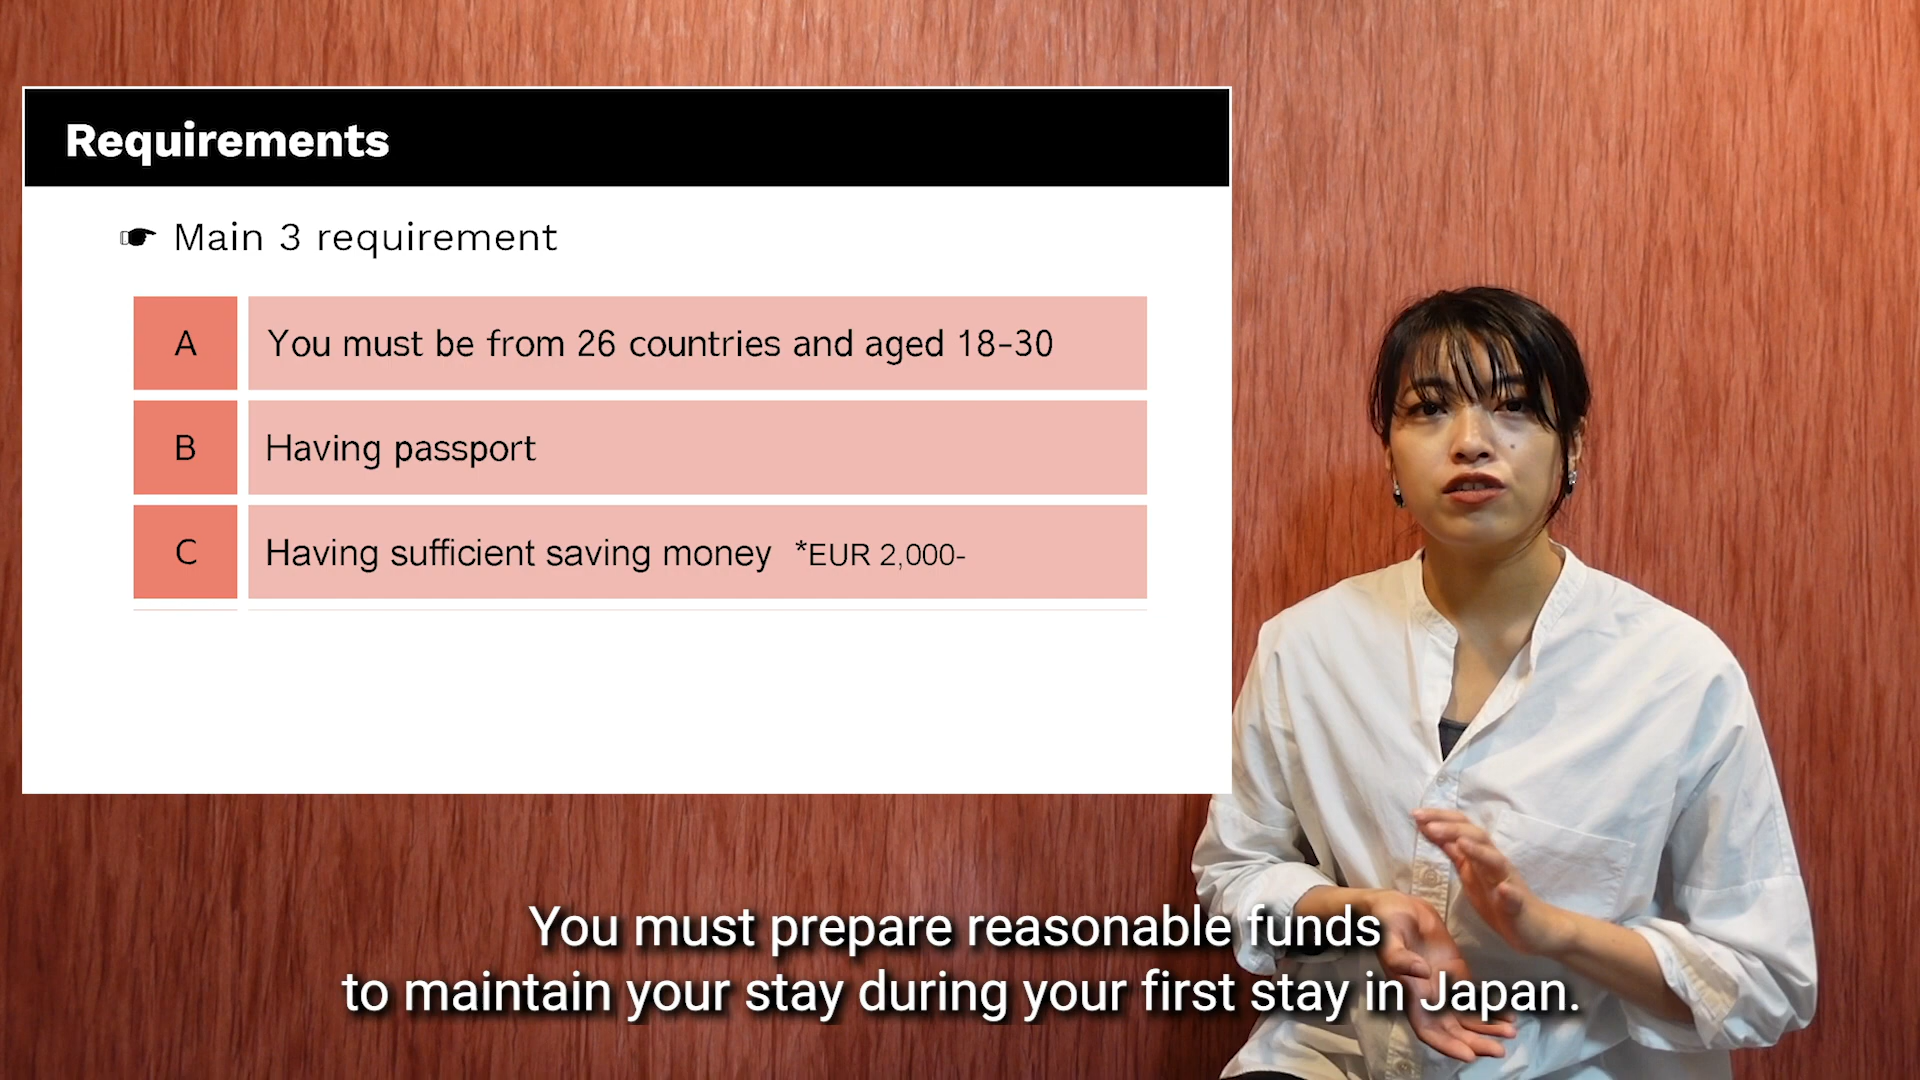 Requirements
☛ Main 3 requirement
A You must be from 26 countries and aged 18-30
B Having passport
C Having sufficient saving money *EUR 2,000-
You must prepare reasonable funds
to maintain your stay during your first stay in Japan.